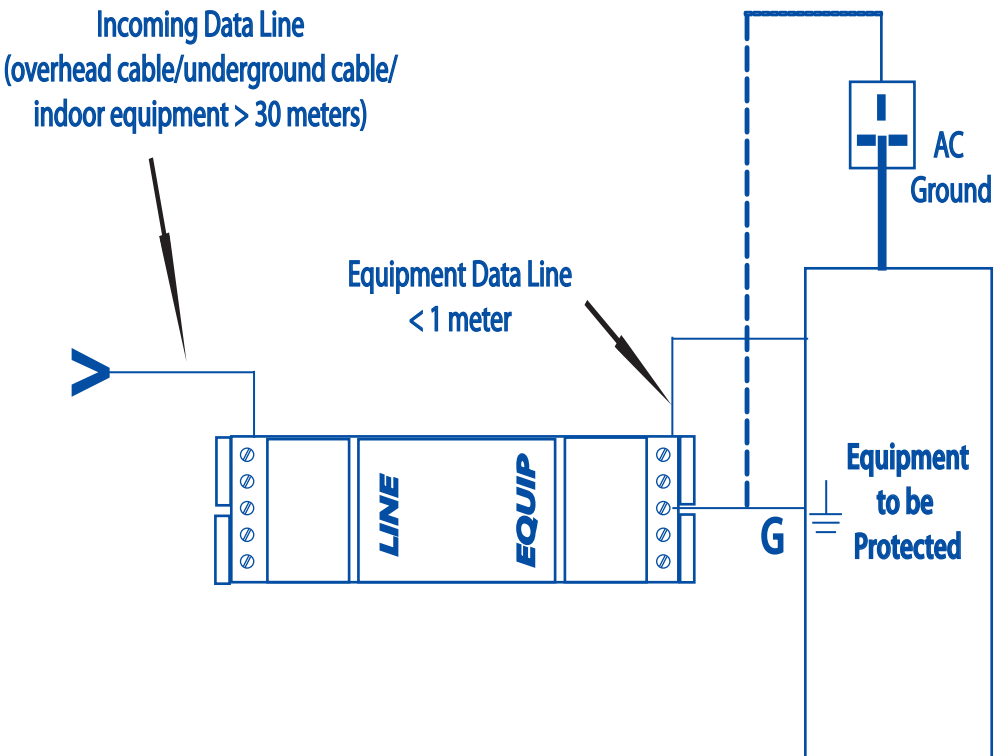 Incoming Data Line
(overhead cable/underground cable/
indoor equipment > 30 meters)
AC
Ground
Equipment Data Line
< 1 meter
LINE
EQUIP
G
Equipment
to be
Protected